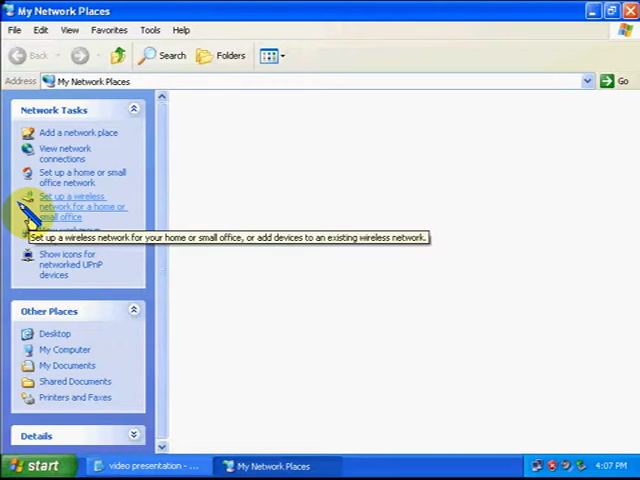 My Network Places
File Edit View Favorites Tools Help
Back Search Folders
Address My Network Places Go
Network Tasks
Add a network place
View network
connections
Set up a home or small
office network
Set up a wireless
network for a home or
small office
Set up a wireless network for your home or small office, or add devices to an existing wireless network.
Show icons for
networked UPnP
devices
Other Places
Desktop
My Computer
My Documents
Shared Documents
Printers and Faxes
Details
start video presentation - ... My Network Places 4:07 PM